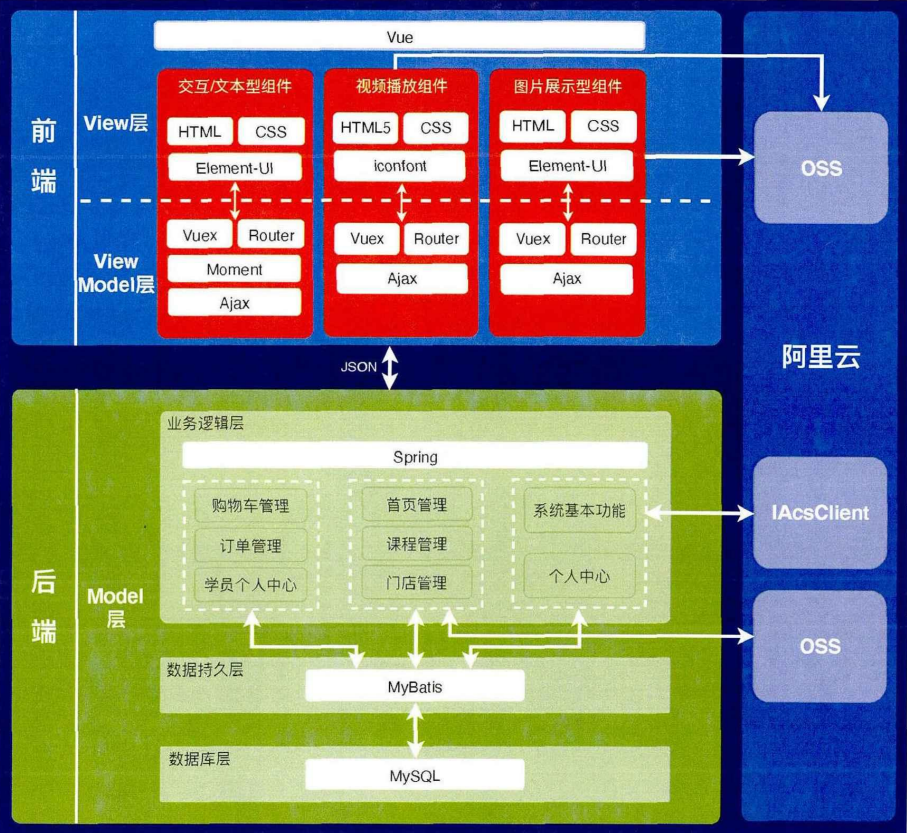 Vue
前端
View层
交互/文本型组件
HTML
CSS
Element-UI
视频播放组件
HTML5
CSS
iconfont
图片展示型组件
HTML
CSS
Element-UI
View
Model层
Vuex
Router
Moment
Ajax
Vuex
Router
Ajax
Vuex
Router
Ajax
JSON
后端
Model
层
业务逻辑层
Spring
购物车管理
订单管理
学员个人中心
首页管理
课程管理
门店管理
系统基本功能
个人中心
数据持久层
MyBatis
数据库层
MySQL
OSS
阿里云
IAcsClient
OSS